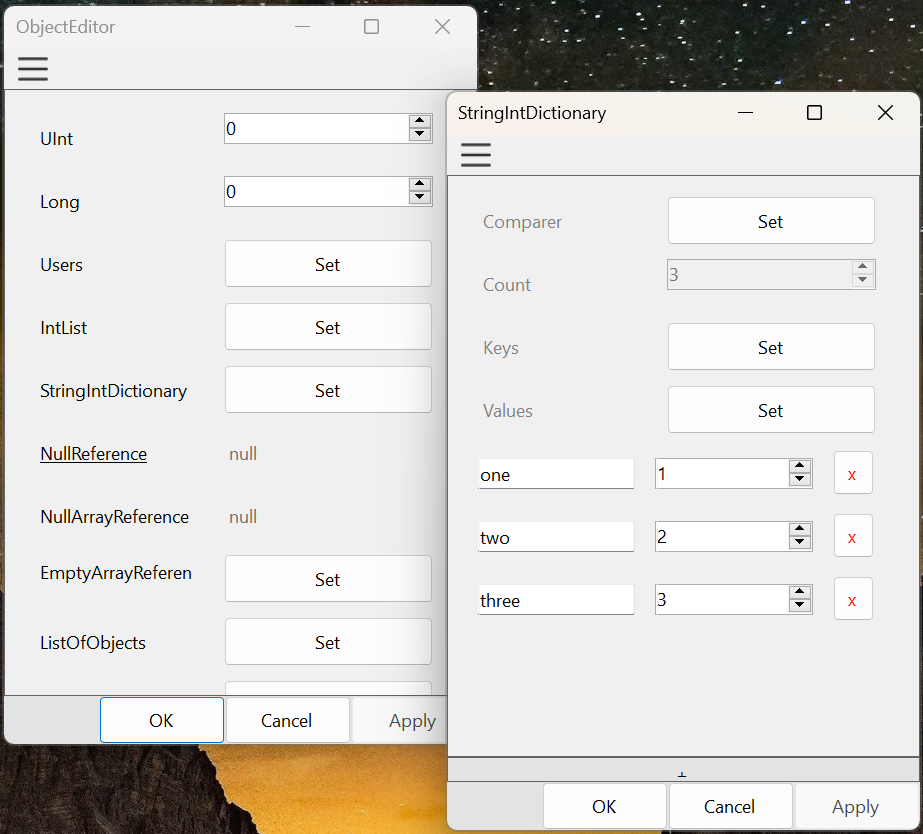 ObjectEditor
UInt 0
Long 0
Users Set
IntList Set
StringIntDictionary Set
NullReference null
NullArrayReference null
EmptyArrayReferen Set
ListOfObjects Set
OK Cancel Apply
StringIntDictionary
Comparer Set
Count 3
Keys Set
Values Set
one 1 x
two 2 x
three 3 x
+
OK Cancel Apply